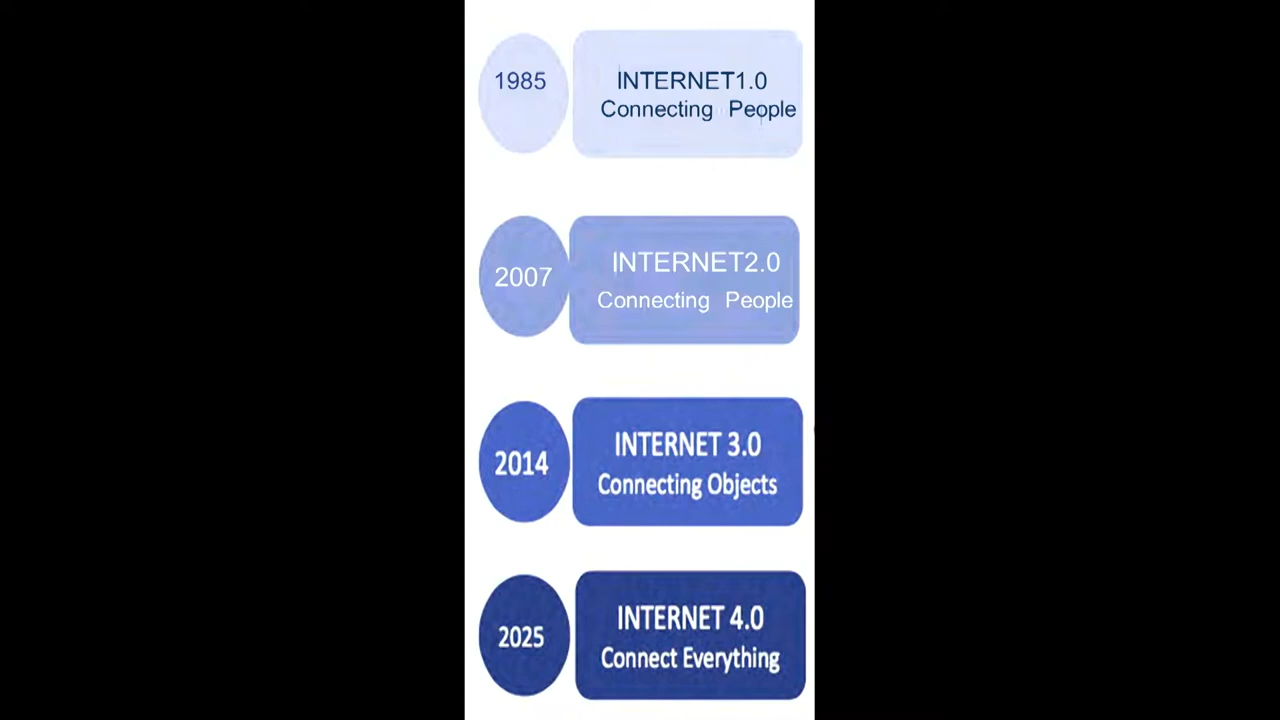 1985
INTERNET1.0
Connecting People
2007
INTERNET2.0
Connecting People
2014
INTERNET 3.0
Connecting Objects
2025
INTERNET 4.0
Connect Everything